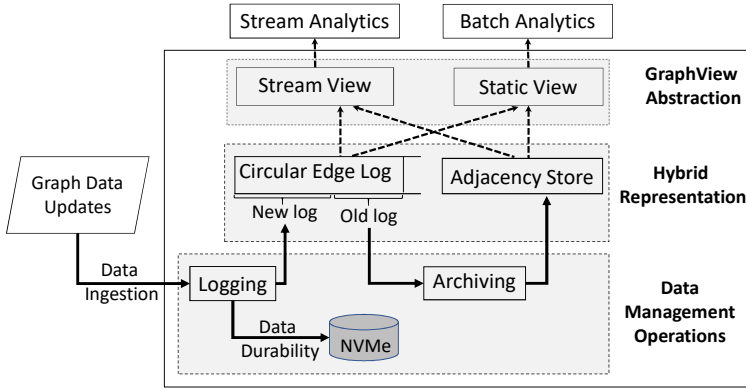 Stream Analytics
Batch Analytics
Stream View
Static View
GraphView
Abstraction
Graph Data
Updates
Circular Edge Log
Adjacency Store
Hybrid
Representation
New log
Old log
Data
Ingestion
Logging
Archiving
Data
Management
Operations
Data
Durability
NVMe